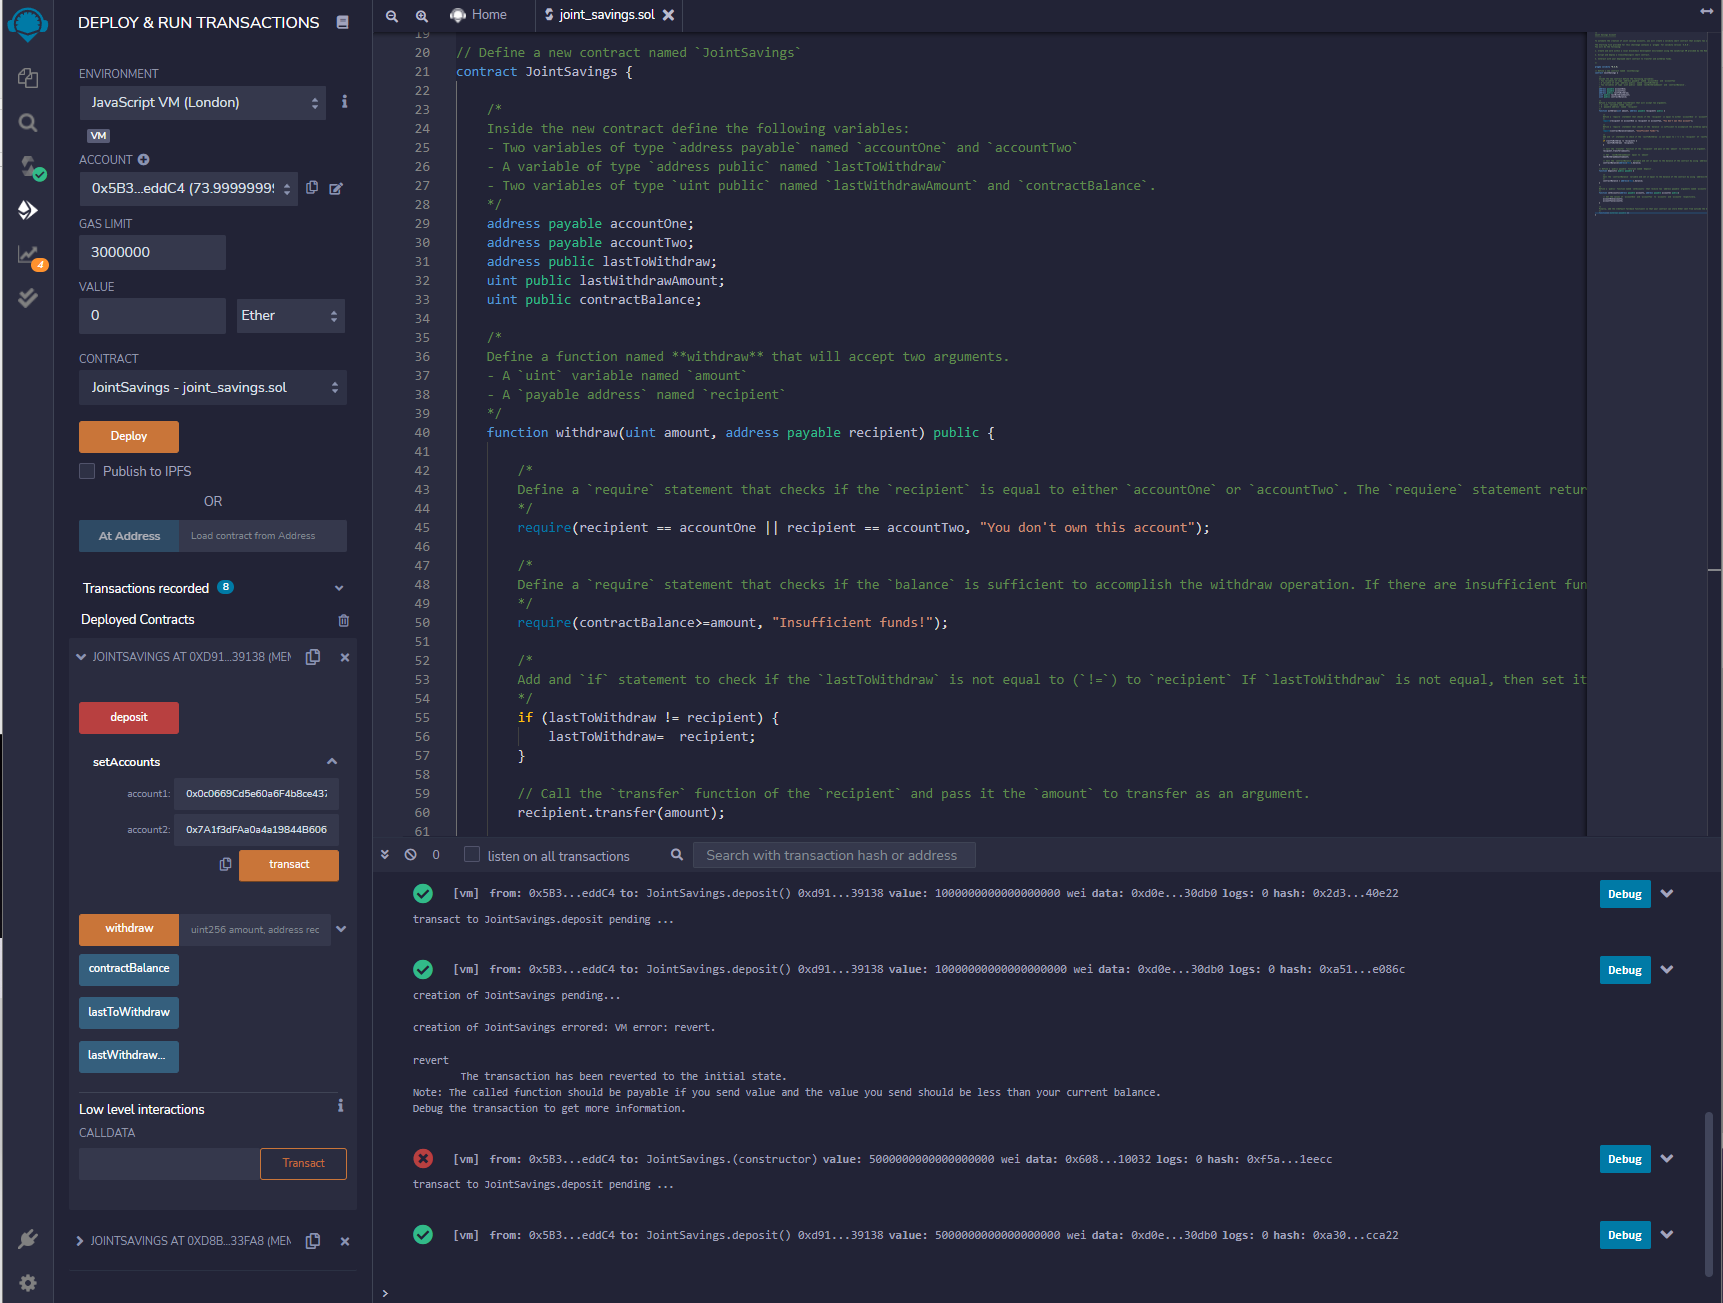 DEPLOY & RUN TRANSACTIONS
ENVIRONMENT
JavaScript VM (London)
VM
ACCOUNT
0x5B3...eddC4 (73.99999999
GAS LIMIT
3000000
VALUE
0
Ether
CONTRACT
JointSavings - joint_savings.sol
Deploy
Publish to IPFS
OR
At Address
Load contract from Address
Transactions recorded 8
Deployed Contracts
JOINTSAVINGS AT 0XD91...39138 (MEM
deposit
setAccounts
account1: 0x0c0669Cd5e60a6F4b8ce437
account2: 0x7A1f3dFAa0a4a19844B606
transact
withdraw
uint256 amount, address rec
contractBalance
lastToWithdraw
lastWithdraw...
Low level interactions
CALLDATA
Transact
JOINTSAVINGS AT 0XD8B...33FA8 (MEM
4
Home
joint_savings.sol
19
20 // Define a new contract named `JointSavings`
21 contract JointSavings {
22
23 /*
24 Inside the new contract define the following variables:
25 - Two variables of type `address payable` named `accountOne` and `accountTwo`
26 - A variable of type `address public` named `lastToWithdraw`
27 - Two variables of type `uint public` named `lastWithdrawAmount` and `contractBalance`.
28 */
29 address payable accountOne;
30 address payable accountTwo;
31 address public lastToWithdraw;
32 uint public lastWithdrawAmount;
33 uint public contractBalance;
34
35 /*
36 Define a function named **withdraw** that will accept two arguments.
37 - A `uint` variable named `amount`
38 - A `payable address` named `recipient`
39 */
40 function withdraw(uint amount, address payable recipient) public {
41
42 /*
43 Define a `require` statement that checks if the `recipient` is equal to either `accountOne` or `accountTwo`. The `requiere` statement retur
44 */
45 require(recipient == accountOne || recipient == accountTwo, "You don't own this account");
46
47 /*
48 Define a `require` statement that checks if the `balance` is sufficient to accomplish the withdraw operation. If there are insufficient fun
49 */
50 require(contractBalance>=amount, "Insufficient funds!");
51
52 /*
53 Add and `if` statement to check if the `lastToWithdraw` is not equal to (`!=`) to `recipient` If `lastToWithdraw` is not equal, then set it
54 */
55 if (lastToWithdraw != recipient) {
56 lastToWithdraw=  recipient;
57 }
58
59 // Call the `transfer` function of the `recipient` and pass it the `amount` to transfer as an argument.
60 recipient.transfer(amount);
61
0
listen on all transactions
Search with transaction hash or address
[vm] from: 0x5B3...eddC4 to: JointSavings.deposit() 0xd91...39138 value: 1000000000000000000 wei data: 0xd0e...30db0 logs: 0 hash: 0x2d3...40e22
Debug
transact to JointSavings.deposit pending ...
[vm] from: 0x5B3...eddC4 to: JointSavings.deposit() 0xd91...39138 value: 10000000000000000000 wei data: 0xd0e...30db0 logs: 0 hash: 0xa51...e086c
Debug
creation of JointSavings pending...
creation of JointSavings errored: VM error: revert.
revert
The transaction has been reverted to the initial state.
Note: The called function should be payable if you send value and the value you send should be less than your current balance.
Debug the transaction to get more information.
[vm] from: 0x5B3...eddC4 to: JointSavings.(constructor) value: 5000000000000000000 wei data: 0x608...10032 logs: 0 hash: 0xf5a...1eecc
Debug
transact to JointSavings.deposit pending ...
[vm] from: 0x5B3...eddC4 to: JointSavings.deposit() 0xd91...39138 value: 5000000000000000000 wei data: 0xd0e...30db0 logs: 0 hash: 0xa30...cca22
Debug
>